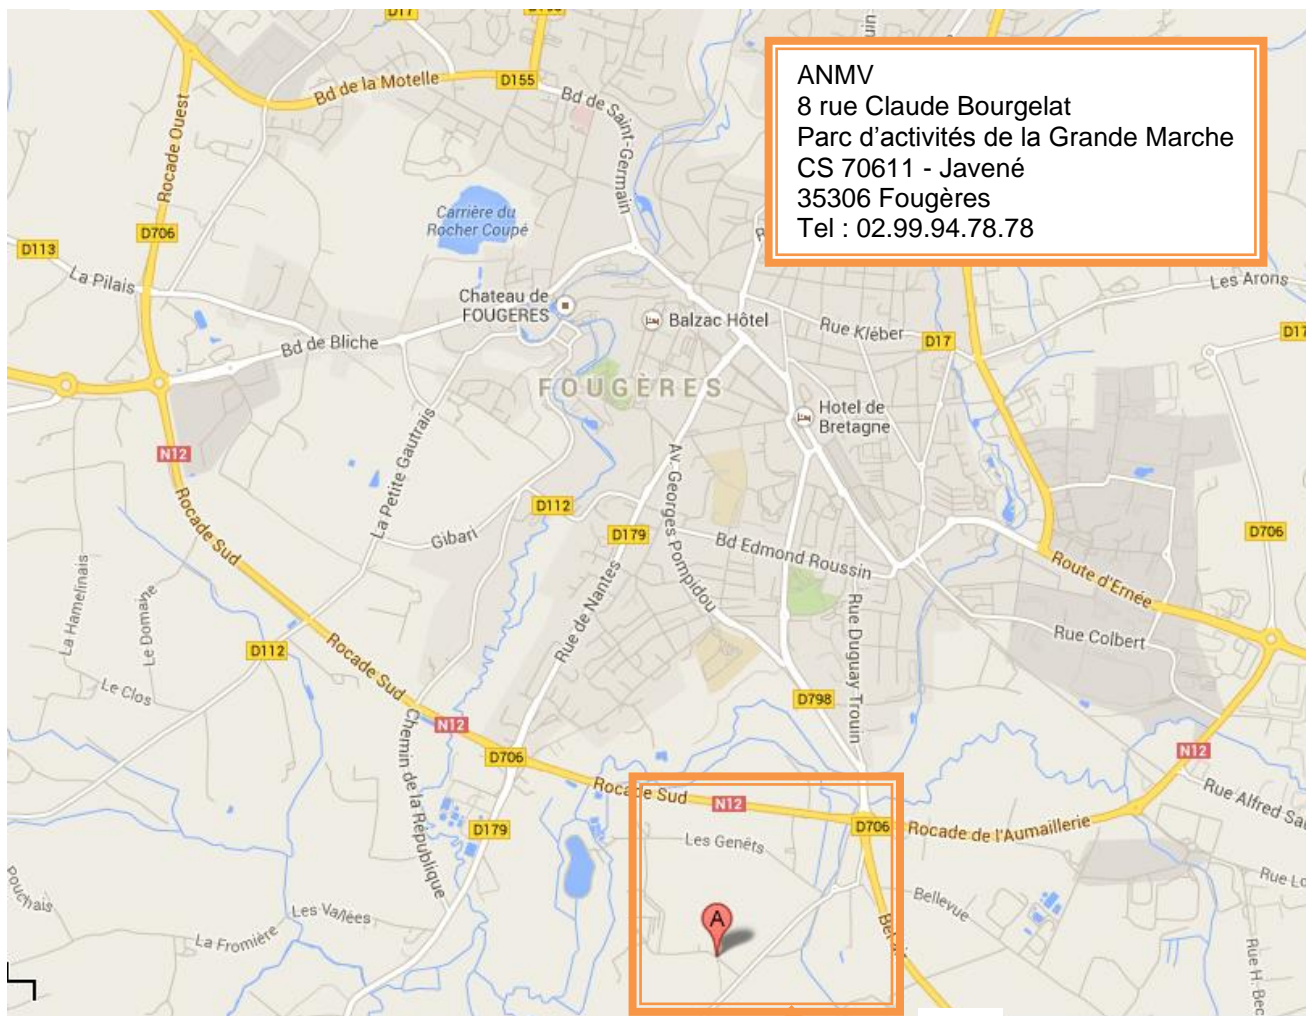 D17
Bd de la Motelle
D155
Bd de Saint-Germain
Rocade Ouest
ANMV
8 rue Claude Bourgelat
Parc d'activités de la Grande Marche
CS 70611 - Javené
35306 Fougères
Tel : 02.99.94.78.78
Carrière du
Rocher Coupé
D706
D113
La Pilais
Les Arons
Chateau de
FOUGERES
Balzac Hôtel
Rue Kléber
D17
Bd de Bliche
FOUGÈRES
Hotel de
Bretagne
La Petite Gautrais
Av. Georges Pompidou
N12
Rocade Sud
D112
Gibari
D179
Bd Edmond Roussin
D706
Route d'Ernée
La Hamelinais
Le Domaine
Rue de Nantes
Rue Duguay Trouin
Rue Colbert
D112
Rocade Sud
Le Clos
D798
N12
Chemin de la République
D706
N12
Rocade Sud
N12
Rue Alfred
D179
D706
Rocade de l'Aumaillerie
Les Genêts
Bellevue
Pouchais
Les Vallées
La Fromière
A
Rue H. Bec